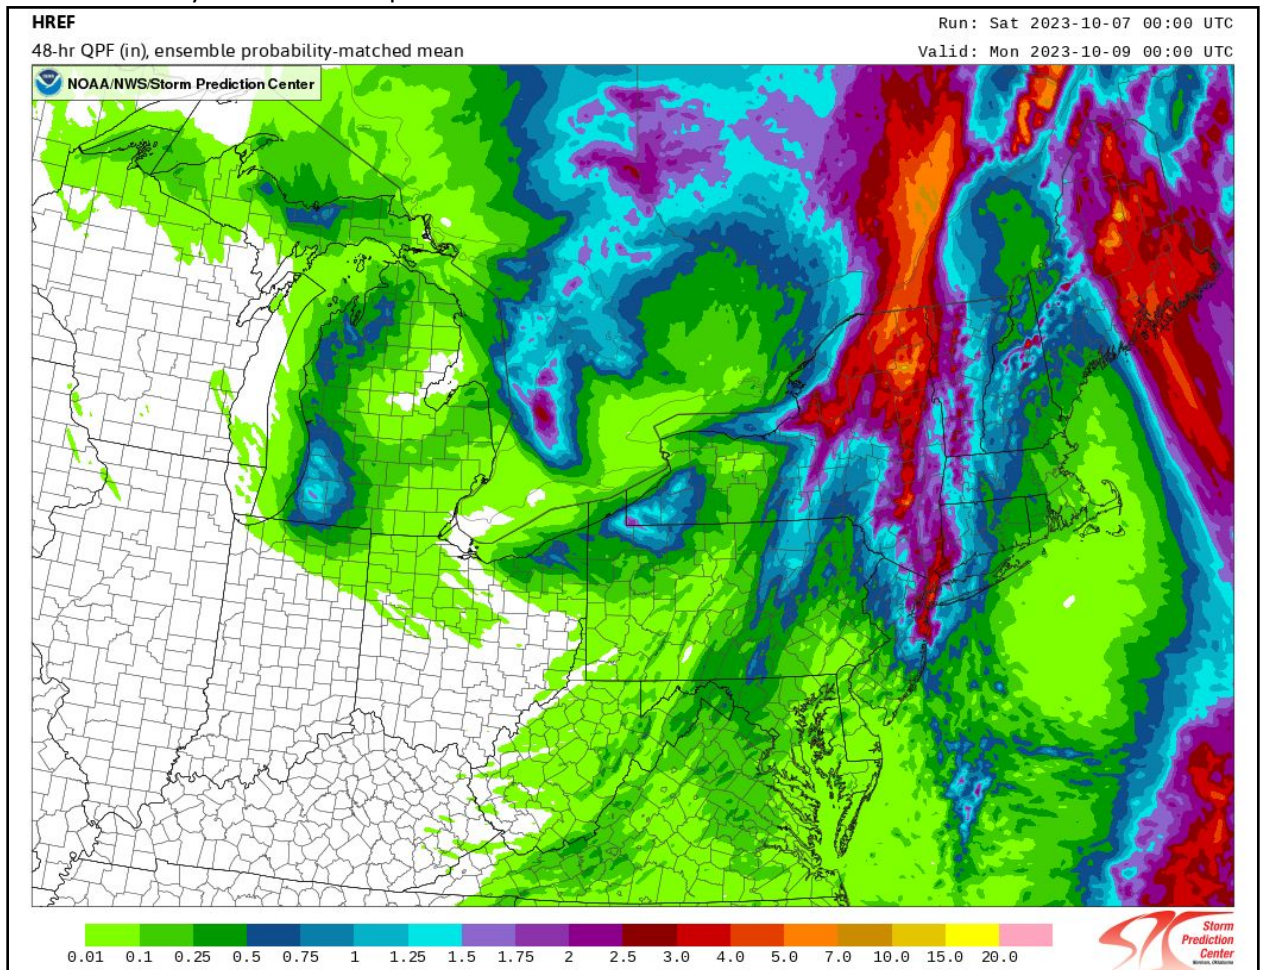 HREF
Run: Sat 2023-10-07 00:00 UTC
48-hr QPF (in), ensemble probability-matched mean
Valid: Mon 2023-10-09 00:00 UTC
NOAA/NWS/Storm Prediction Center
0.01 0.1 0.25 0.5 0.75 1 1.25 1.5 1.75 2 2.5 3.0 4.0 5.0 7.0 10.0 15.0 20.0
Storm
Prediction
Center
Norman, Oklahoma